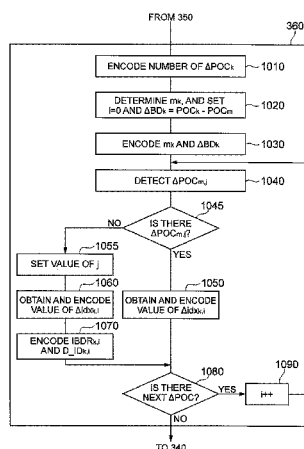 FROM 350
360
ENCODE NUMBER OF ΔPOCk
1010
DETERMINE mk, AND SET
i=0 AND ΔBDk = POCk - POCm
1020
ENCODE mk AND ΔBDk
1030
DETECT ΔPOCm,j
1040
1045
IS THERE
ΔPOCm,j?
NO
YES
1055
SET VALUE OF j
1060
OBTAIN AND ENCODE
VALUE OF Δidxk,i
1050
OBTAIN AND ENCODE
VALUE OF Δidxk,i
1070
ENCODE IBDRk,i
AND D_IDk,i
1080
IS THERE
NEXT ΔPOC?
YES
1090
i++
NO
TO 340